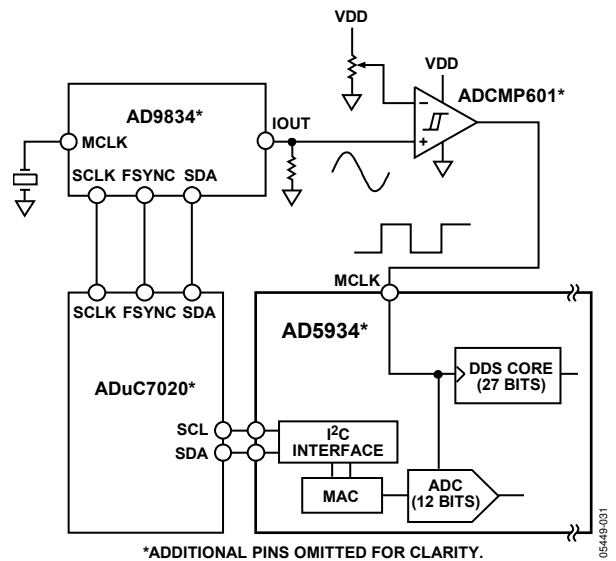 VDD
VDD
ADCMP601*
AD9834*
IOUT
MCLK
SCLK FSYNC SDA
−
+
MCLK
SCLK FSYNC SDA
AD5934*
DDS CORE
(27 BITS)
ADuC7020*
SCL
SDA
I2C
INTERFACE
MAC
ADC
(12 BITS)
*ADDITIONAL PINS OMITTED FOR CLARITY.
05449-031